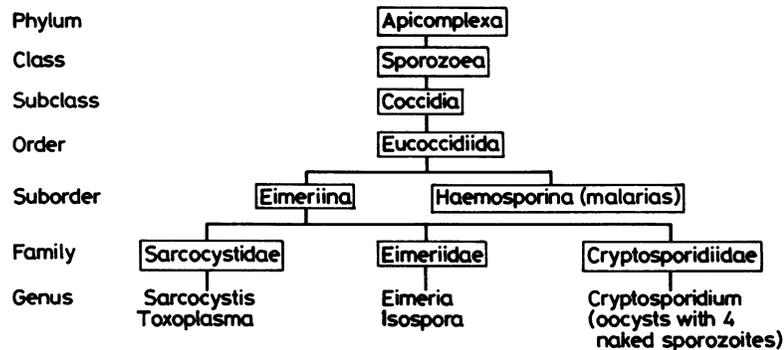 Phylum Apicomplexa
Class Sporozoea
Subclass Coccidia
Order Eucoccidiida
Suborder Eimeriina Haemosporina (malarias)
Family Sarcocystidae Eimeriidae Cryptosporidiidae
Genus Sarcocystis Eimeria Cryptosporidium
Toxoplasma Isospora (oocysts with 4
naked sporozoites)